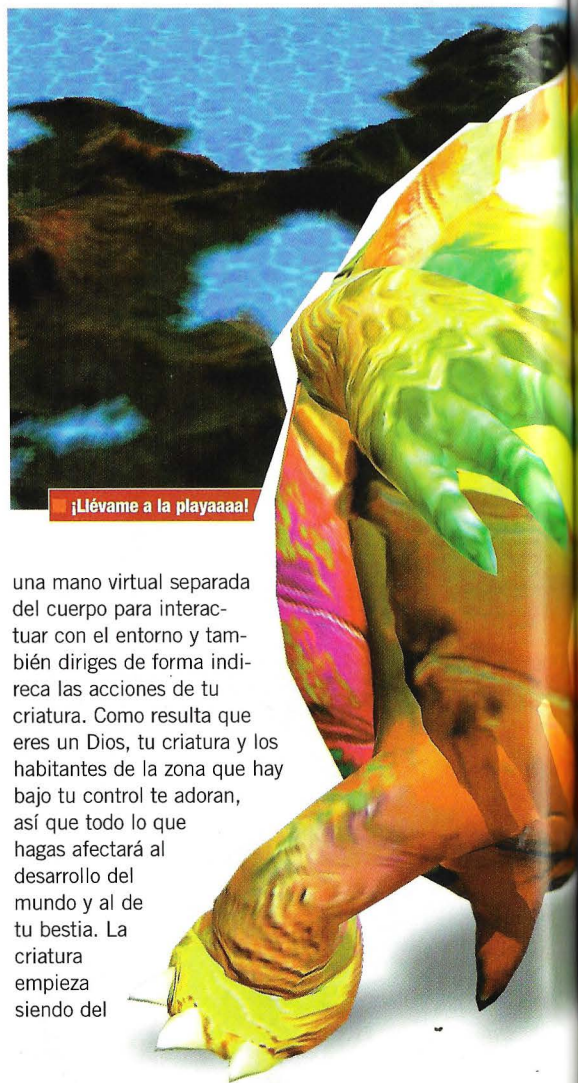 ¡Llévame a la playaaaa!
una mano virtual separada
del cuerpo para interac-
tuar con el entorno y tam-
bién diriges de forma indi-
reca las acciones de tu
criatura. Como resulta que
eres un Dios, tu criatura y los
habitantes de la zona que hay
bajo tu control te adoran,
así que todo lo que
hagas afectará al
desarrollo del
mundo y al de
tu bestia. La
criatura
empieza
siendo del